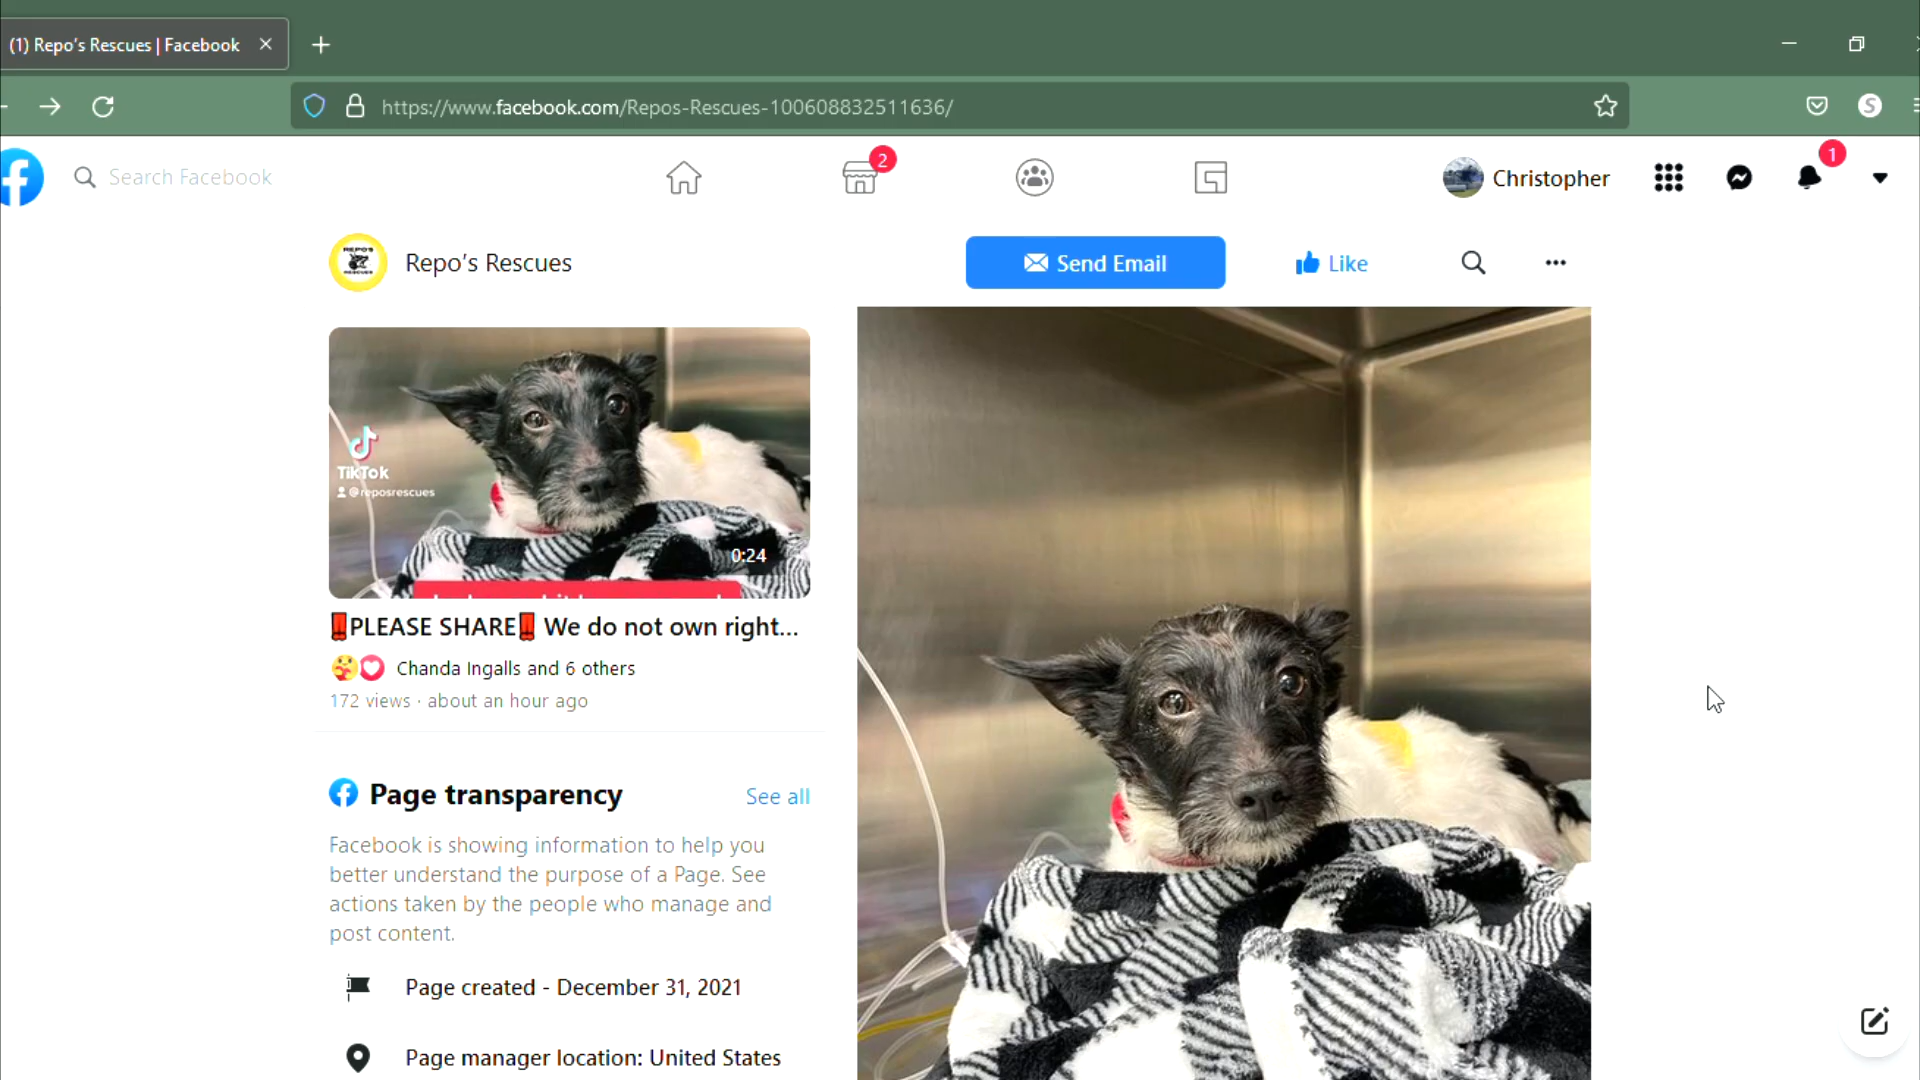 (1) Repo's Rescues | Facebook
https://www.facebook.com/Repos-Rescues-100608832511636/
Search Facebook
2
Christopher
1
REPO'S
RESCUES
Repo's Rescues
Send Email
Like
TikTok
@reposrescues
0:24
PLEASE SHARE We do not own right...
Chanda Ingalls and 6 others
172 views · about an hour ago
Page transparency
See all
Facebook is showing information to help you
better understand the purpose of a Page. See
actions taken by the people who manage and
post content.
Page created - December 31, 2021
Page manager location: United States